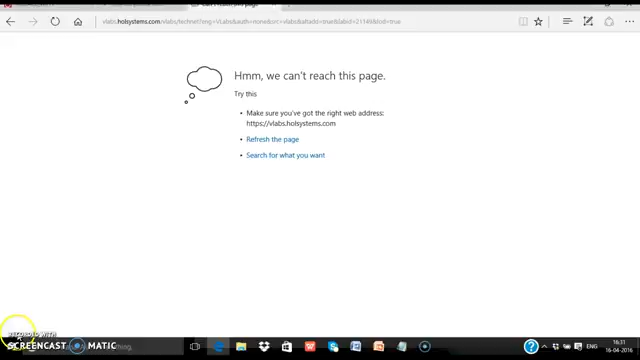 vlabs.holsystems.com/vlabs/technet?eng=VLabs&auth=none&src=vlabs&altadd=true&labid=21149&lod=true
Hmm, we can't reach this page.
Try this
• Make sure you've got the right web address:
https://vlabs.holsystems.com
• Refresh the page
• Search for what you want
RECORDED WITH
SCREENCAST MATIC
ENG
16:31
16-04-2016